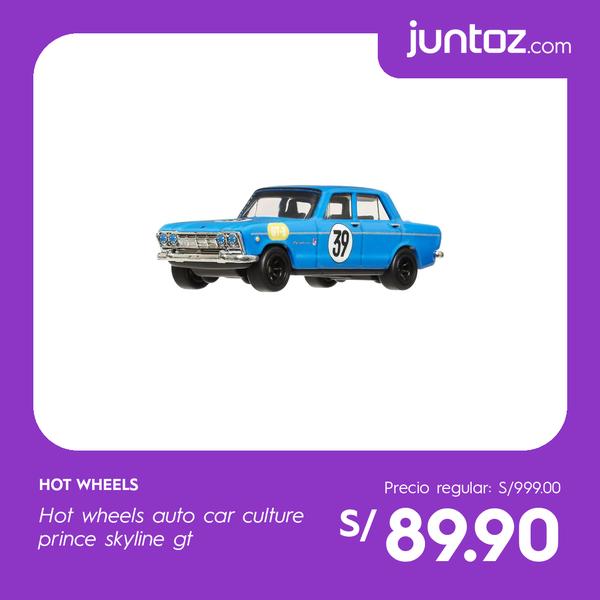 juntoz.com
GT-B
39
HOT WHEELS
Hot wheels auto car culture
prince skyline gt
Precio regular: S/999.00
S/89.90